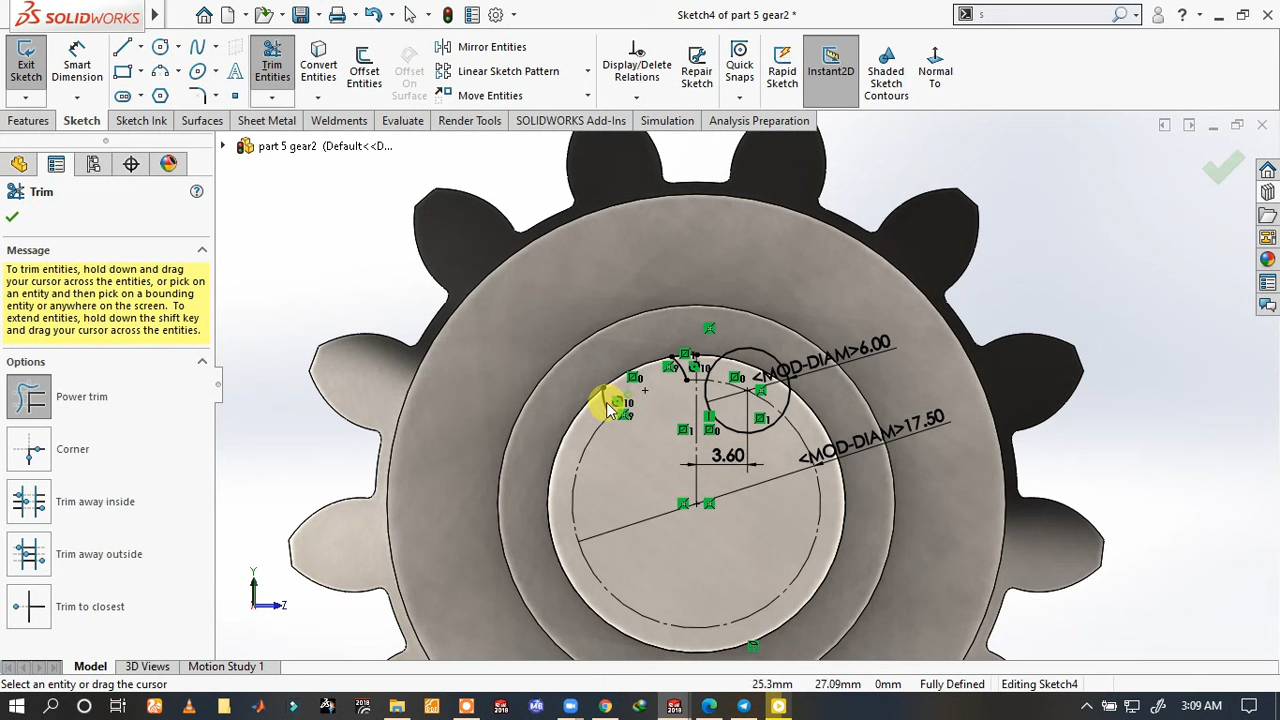 SOLIDWORKS
Sketch4 of part 5 gear2 *
s
Exit Sketch
Smart Dimension
Trim Entities
Convert Entities
Offset Entities
Offset On Surface
Mirror Entities
Linear Sketch Pattern
Move Entities
Display/Delete Relations
Repair Sketch
Quick Snaps
Rapid Sketch
Instant2D
Shaded Sketch Contours
Normal To
Features
Sketch
Sketch Ink
Surfaces
Sheet Metal
Weldments
Evaluate
Render Tools
SOLIDWORKS Add-Ins
Simulation
Analysis Preparation
part 5 gear2 (Default<<D...
Trim
Message
To trim entities, hold down and drag
your cursor across the entities, or pick on
an entity and then pick on a bounding
entity or anywhere on the screen. To
extend entities, hold down the shift key
and drag your cursor across the entities.
Options
Power trim
Corner
Trim away inside
Trim away outside
Trim to closest
<MOD-DIAM>6.00
<MOD-DIAM>17.50
3.60
Y
Z
Model
3D Views
Motion Study 1
Select an entity or drag the cursor
25.3mm
27.09mm
0mm
Fully Defined
Editing Sketch4
3:09 AM